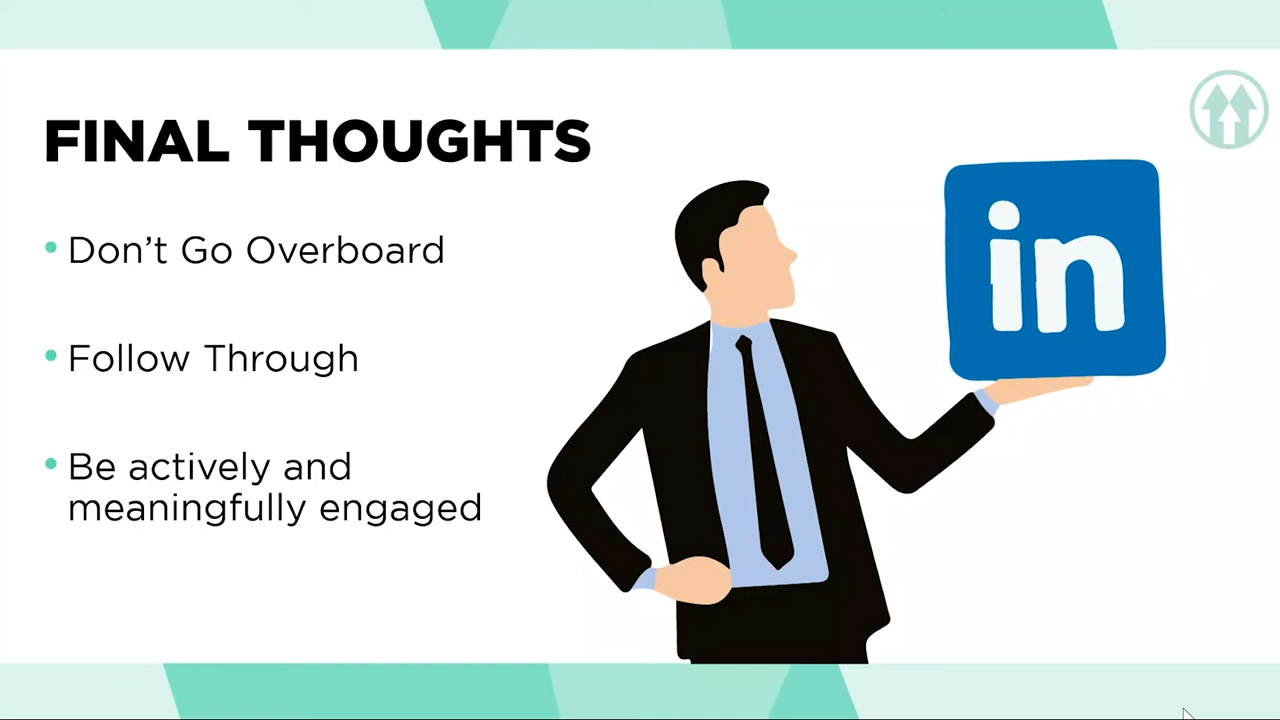 FINAL THOUGHTS
• Don’t Go Overboard
• Follow Through
• Be actively and
meaningfully engaged
in